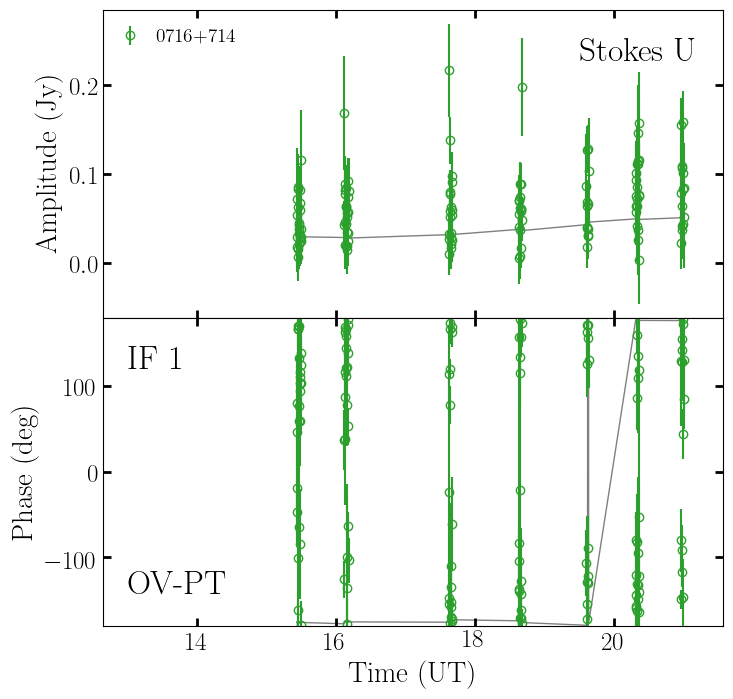 0716+714
Stokes U
Amplitude (Jy)
0.2
0.1
0.0
IF 1
OV-PT
Phase (deg)
100
0
−100
14 16 18 20
Time (UT)